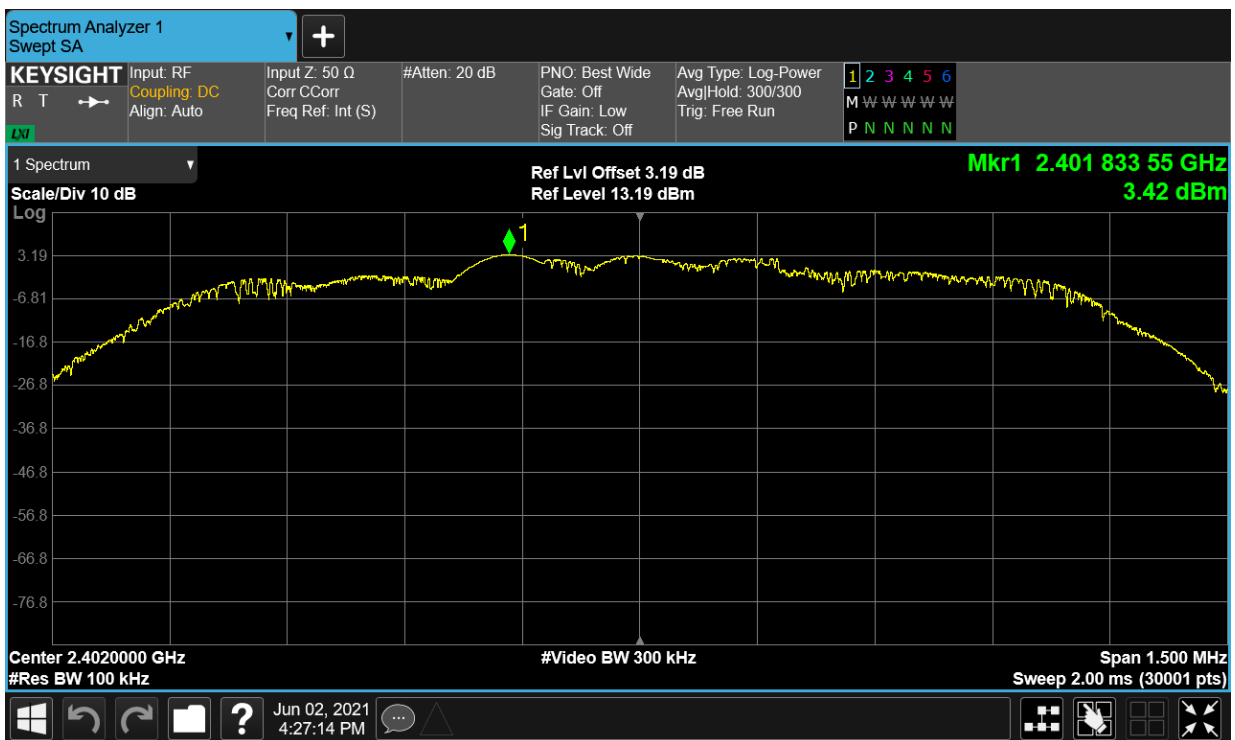 Spectrum Analyzer 1
Swept SA
KEYSIGHT
R T
LXI
Input: RF
Coupling: DC
Align: Auto
Input Z: 50 Ω
Corr CCorr
Freq Ref: Int (S)
#Atten: 20 dB
PNO: Best Wide
Gate: Off
IF Gain: Low
Sig Track: Off
Avg Type: Log-Power
Avg|Hold: 300/300
Trig: Free Run
1 2 3 4 5 6
M W W W W W
P N N N N N
1 Spectrum
Scale/Div 10 dB
Log
Ref Lvl Offset 3.19 dB
Ref Level 13.19 dBm
Mkr1 2.401 833 55 GHz
3.42 dBm
1
3.19
-6.81
-16.8
-26.8
-36.8
-46.8
-56.8
-66.8
-76.8
Center 2.4020000 GHz
#Res BW 100 kHz
#Video BW 300 kHz
Span 1.500 MHz
Sweep 2.00 ms (30001 pts)
?
Jun 02, 2021
4:27:14 PM